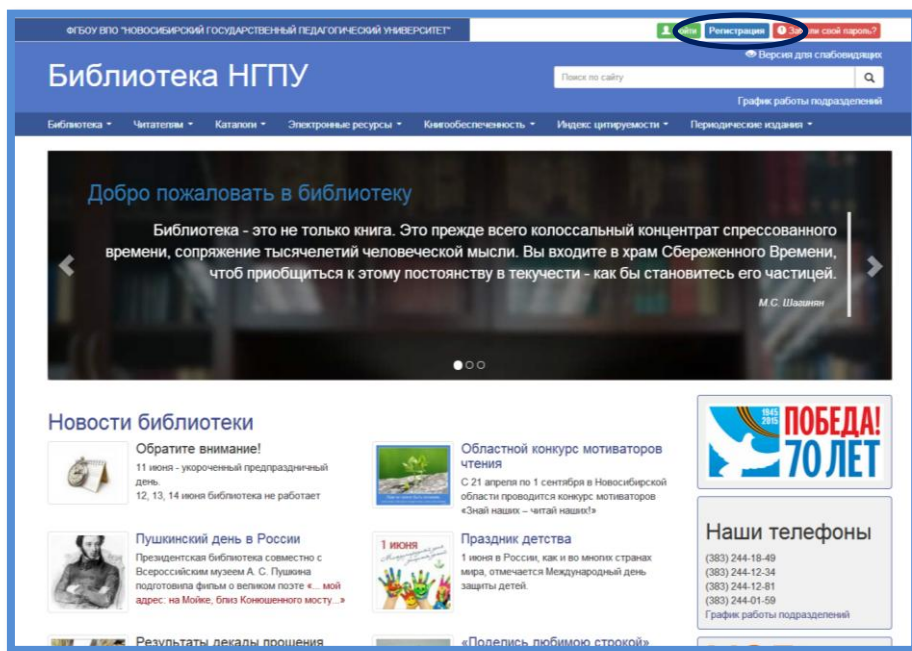 ФГБОУ ВПО "НОВОСИБИРСКИЙ ГОСУДАРСТВЕННЫЙ ПЕДАГОГИЧЕСКИЙ УНИВЕРСИТЕТ"
Войти Регистрация Забыли свой пароль?
Версия для слабовидящих
Библиотека НГПУ
Поиск по сайту
График работы подразделений
Библиотека Читателям Каталоги Электронные ресурсы Книгообеспеченность Индекс цитируемости Периодические издания
Добро пожаловать в библиотеку
Библиотека - это не только книга. Это прежде всего колоссальный концентрат спрессованного
времени, сопряжение тысячелетий человеческой мысли. Вы входите в храм Сбереженного Времени,
чтоб приобщиться к этому постоянству в текучести - как бы становитесь его частицей.
М.С. Шагинян
Новости библиотеки
Обратите внимание!
11 июня - укороченный предпраздничный
день.
12, 13, 14 июня библиотека не работает
Областной конкурс мотиваторов
чтения
С 21 апреля по 1 сентября в Новосибирской
области проводится конкурс мотиваторов
«Знай наших – читай наших!»
Пушкинский день в России
Президентская библиотека совместно с
Всероссийским музеем А. С. Пушкина
подготовила фильм о великом поэте «... мой
адрес: на Мойке, близ Конюшенного мосту...»
1 ИЮНЯ
Праздник детства
1 июня в России, как и во многих странах
мира, отмечается Международный день
защиты детей.
Результаты декады прощения
«Поделись любимою строкой»
1945
2015
ПОБЕДА!
70 ЛЕТ
Наши телефоны
(383) 244-18-49
(383) 244-12-34
(383) 244-12-81
(383) 244-01-59
График работы подразделений